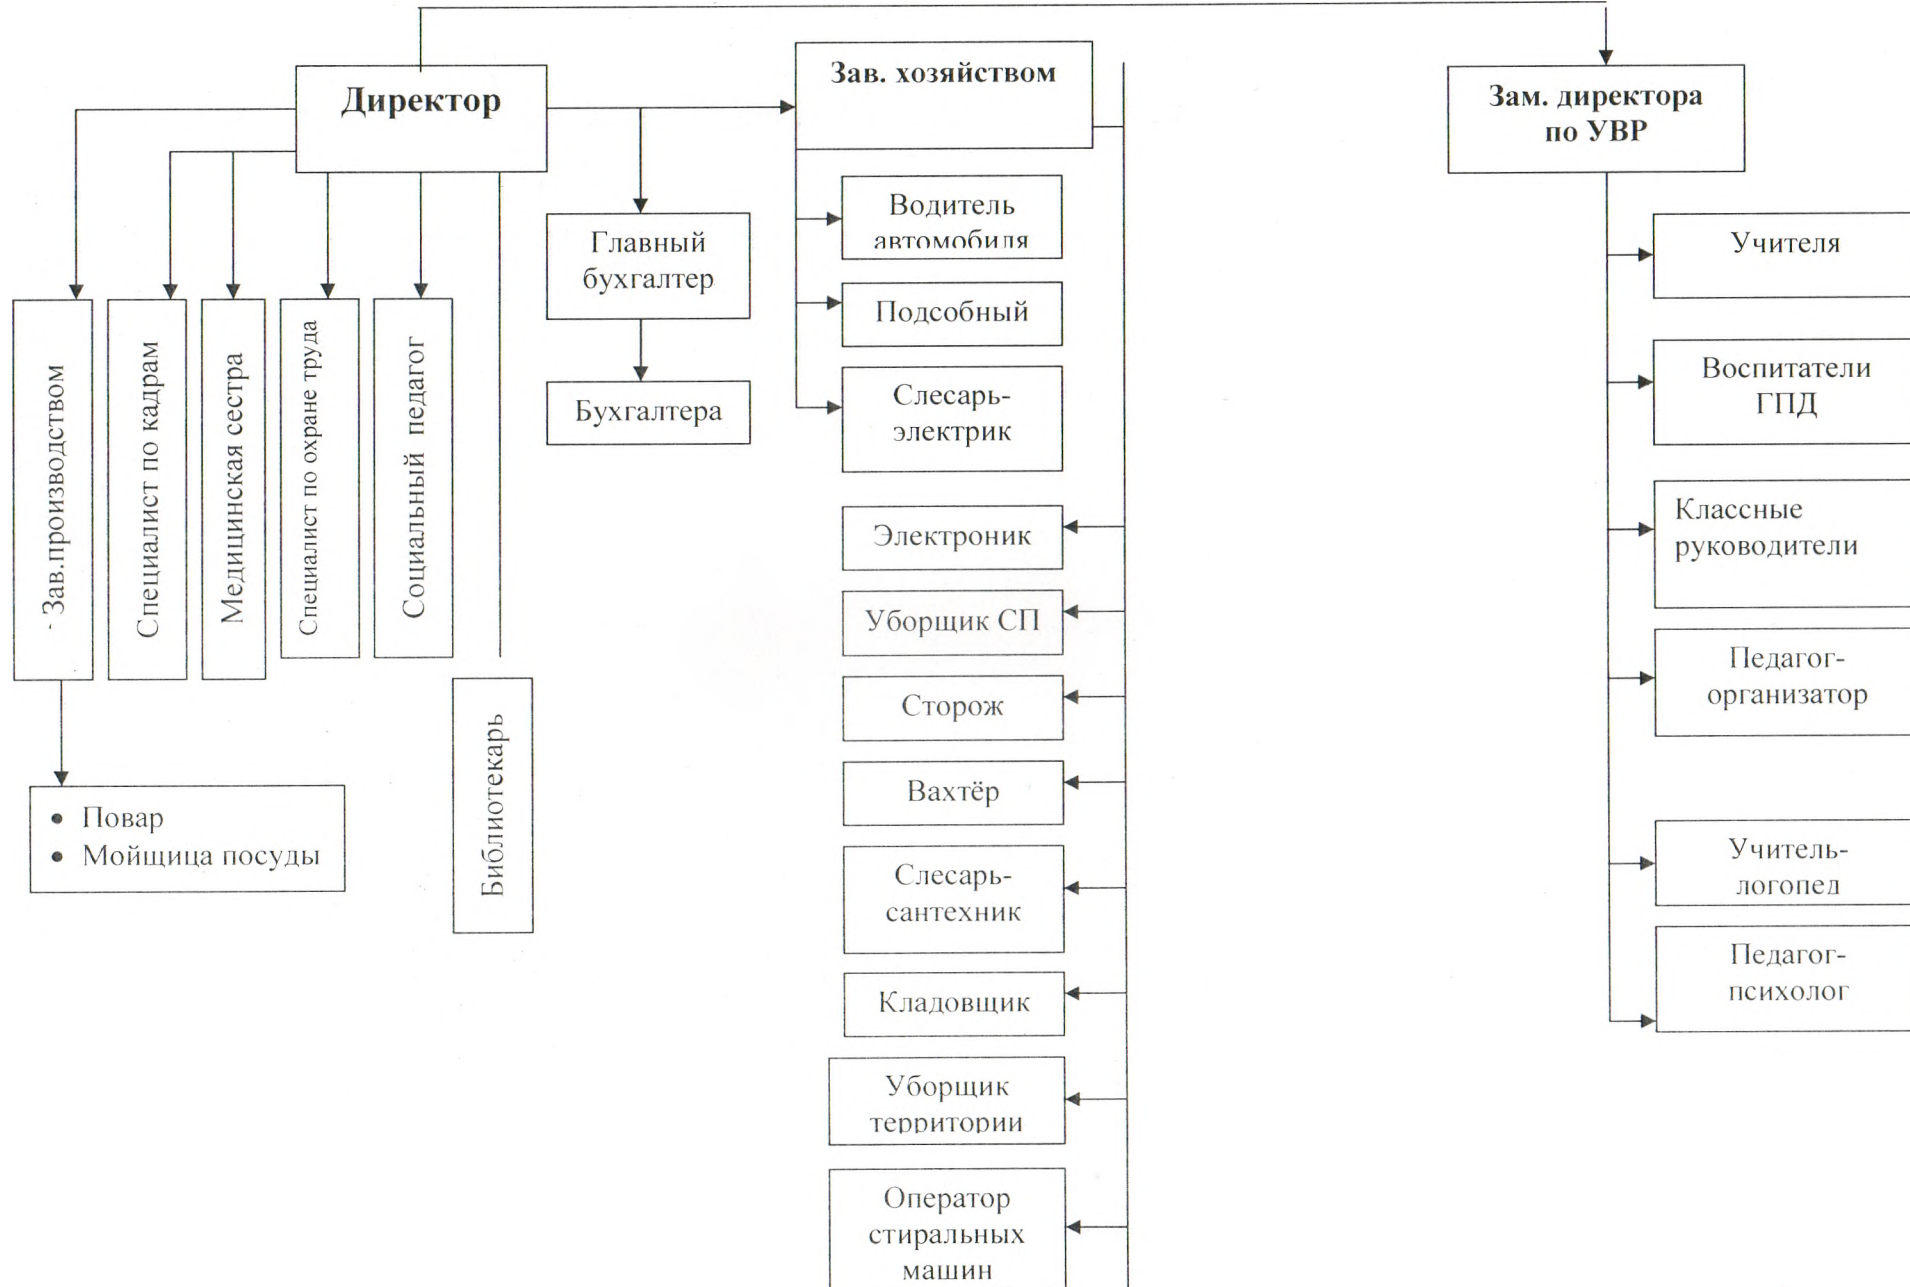 Директор
Зав. хозяйством
Зам. директора
по УВР
Зав.производством
Специалист по кадрам
Медицинская сестра
Специалист по охране труда
Социальный педагог
Библиотекарь
• Повар
• Мойщица посуды
Главный
бухгалтер
Бухгалтера
Водитель
автомобиля
Подсобный
Слесарь-
электрик
Электроник
Уборщик СП
Сторож
Вахтёр
Слесарь-
сантехник
Кладовщик
Уборщик
территории
Оператор
стиральных
машин
Учителя
Воспитатели
ГПД
Классные
руководители
Педагог-
организатор
Учитель-
логопед
Педагог-
психолог